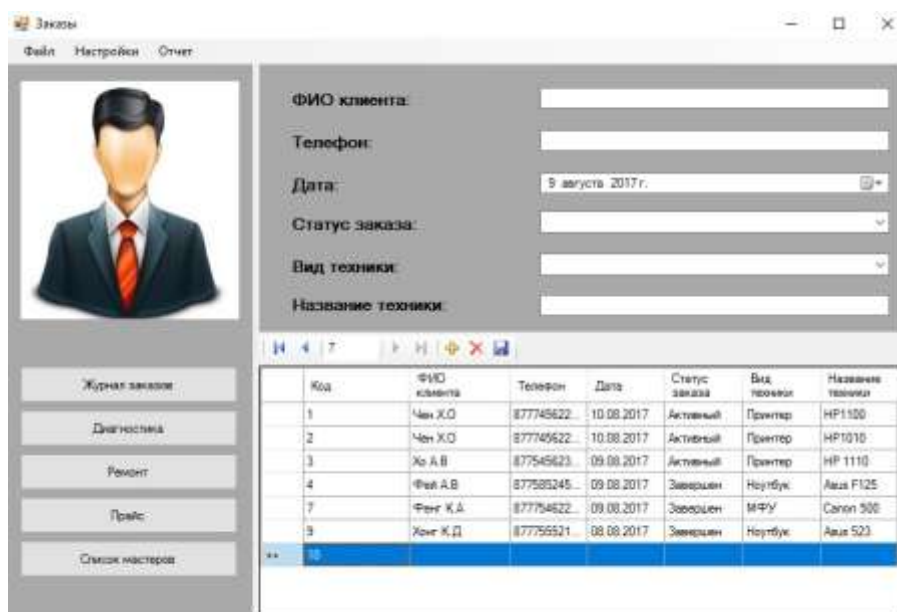 Заказы
Файл Настройки Отчет
ФИО клиента:
Телефон:
Дата: 9 августа 2017 г.
Статус заказа:
Вид техники:
Название техники:
7
Журнал заказов
Диагностика
Ремонт
Прайс
Список мастеров
Код ФИО клиента Телефон Дата Статус заказа Вид техники Название техники
1 Чен Х.О 877745622... 10.08.2017 Активный Принтер HP1100
2 Чен Х.О 877745622... 10.08.2017 Активный Принтер HP1010
3 Хо А.В 877545623... 09.08.2017 Активный Принтер HP 1110
4 Фей А.В 877585245... 09.08.2017 Завершен Ноутбук Asus F125
7 Фенг К.А 877754622... 09.08.2017 Завершен МФУ Canon 500
9 Хонг К.Д 877755521... 08.08.2017 Завершен Ноутбук Asus 523
10